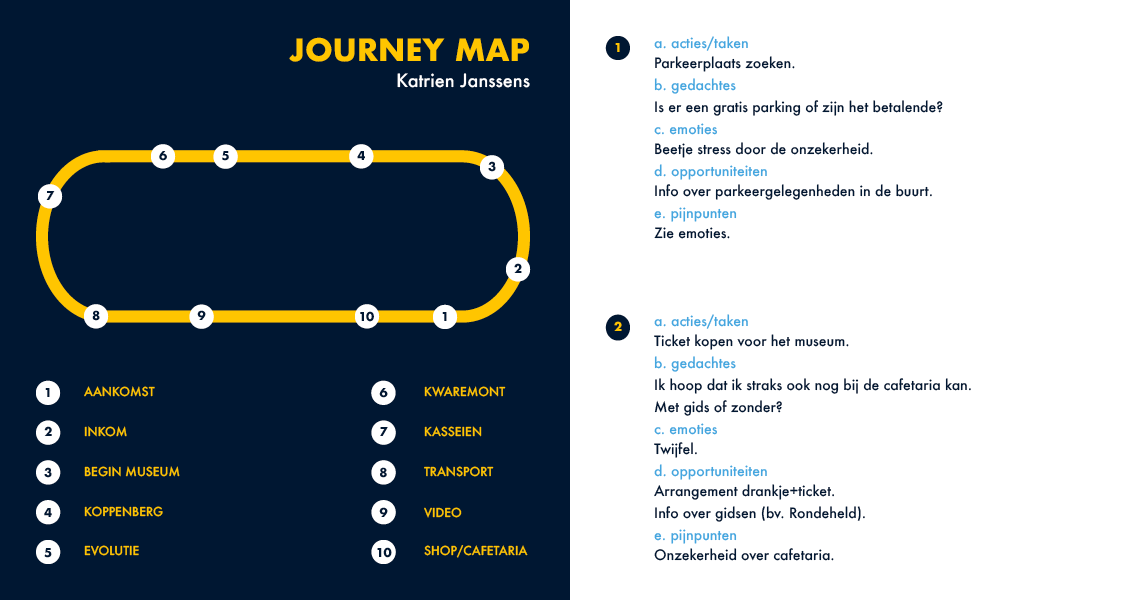 JOURNEY MAP
Katrien Janssens
6
5
4
3
7
2
8
9
10
1
1 AANKOMST
2 INKOM
3 BEGIN MUSEUM
4 KOPPENBERG
5 EVOLUTIE
6 KWAREMONT
7 KASSEIEN
8 TRANSPORT
9 VIDEO
10 SHOP/CAFETARIA
1
a. acties/taken
Parkeerplaats zoeken.
b. gedachtes
Is er een gratis parking of zijn het betalende?
c. emoties
Beetje stress door de onzekerheid.
d. opportuniteiten
Info over parkeergelegenheden in de buurt.
e. pijnpunten
Zie emoties.
2
a. acties/taken
Ticket kopen voor het museum.
b. gedachtes
Ik hoop dat ik straks ook nog bij de cafetaria kan.
Met gids of zonder?
c. emoties
Twijfel.
d. opportuniteiten
Arrangement drankje+ticket.
Info over gidsen (bv. Rondeheld).
e. pijnpunten
Onzekerheid over cafetaria.